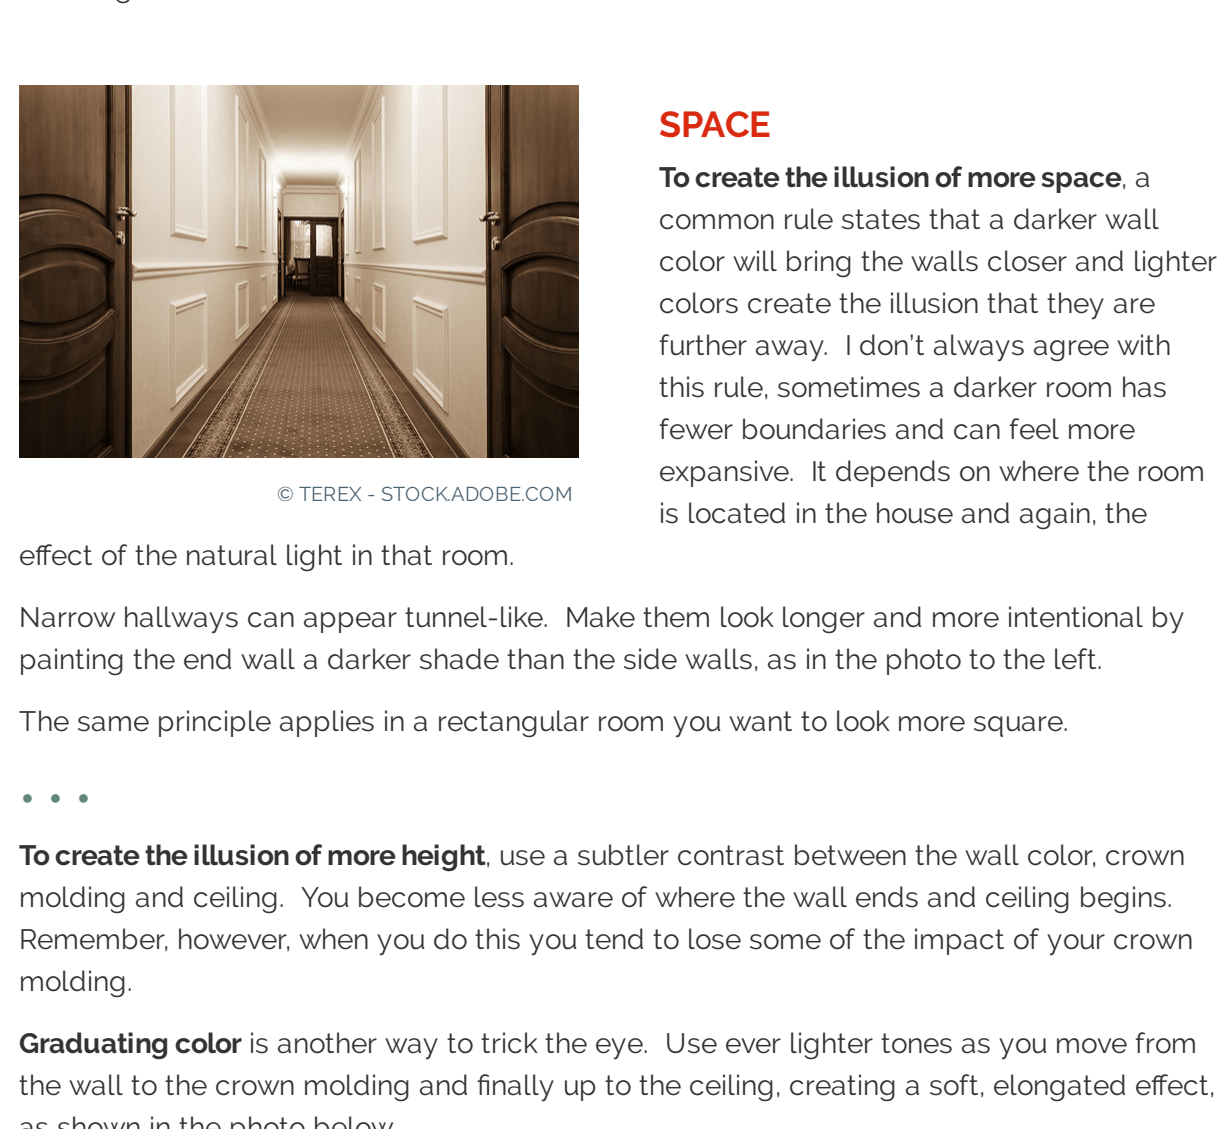 SPACE
To create the illusion of more space, a
common rule states that a darker wall
color will bring the walls closer and lighter
colors create the illusion that they are
further away.  I don’t always agree with
this rule, sometimes a darker room has
fewer boundaries and can feel more
expansive.  It depends on where the room
is located in the house and again, the
© TEREX - STOCK.ADOBE.COM
effect of the natural light in that room.
Narrow hallways can appear tunnel-like.  Make them look longer and more intentional by
painting the end wall a darker shade than the side walls, as in the photo to the left.
The same principle applies in a rectangular room you want to look more square.
• • •
To create the illusion of more height, use a subtler contrast between the wall color, crown
molding and ceiling.  You become less aware of where the wall ends and ceiling begins.
Remember, however, when you do this you tend to lose some of the impact of your crown
molding.
Graduating color is another way to trick the eye.  Use ever lighter tones as you move from
the wall to the crown molding and finally up to the ceiling, creating a soft, elongated effect,
as shown in the photo below